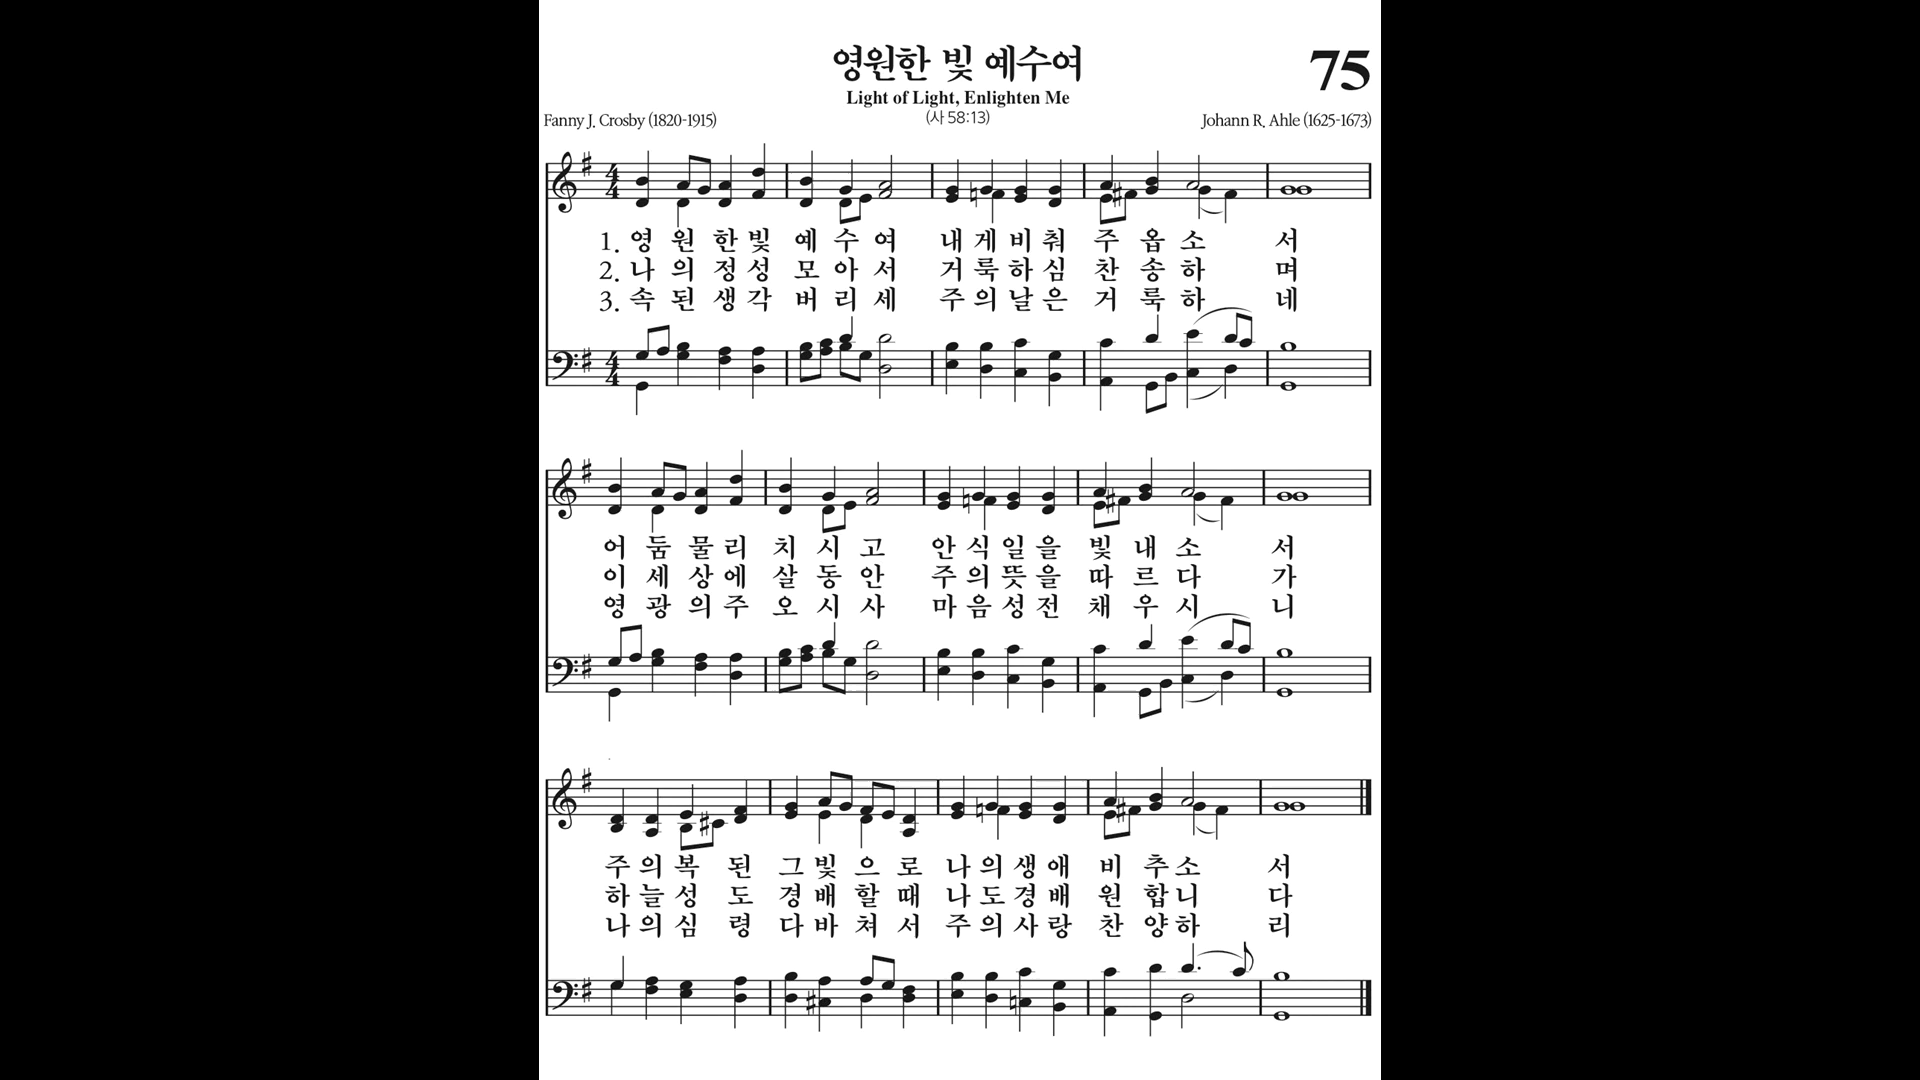 영원한 빛 예수여
75
Light of Light, Enlighten Me
(사 58:13)
Fanny J. Crosby (1820-1915)
Johann R. Ahle (1625-1673)
1. 영 원 한 빛 예 수 여 내 게 비 춰 주 옵 소 서
2. 나 의 정 성 모 아 서 거 룩 하 심 찬 송 하 며
3. 속 된 생 각 버 리 세 주 의 날 은 거 룩 하 네
어 둠 물 리 치 시 고 안 식 일 을 빛 내 소 서
이 세 상 에 살 동 안 주 의 뜻 을 따 르 다 가
영 광 의 주 오 시 사 마 음 성 전 채 우 시 니
주 의 복 된 그 빛 으 로 나 의 생 애 비 추 소 서
하 늘 성 도 경 배 할 때 나 도 경 배 원 합 니 다
나 의 심 령 다 바 쳐 서 주 의 사 랑 찬 양 하 리